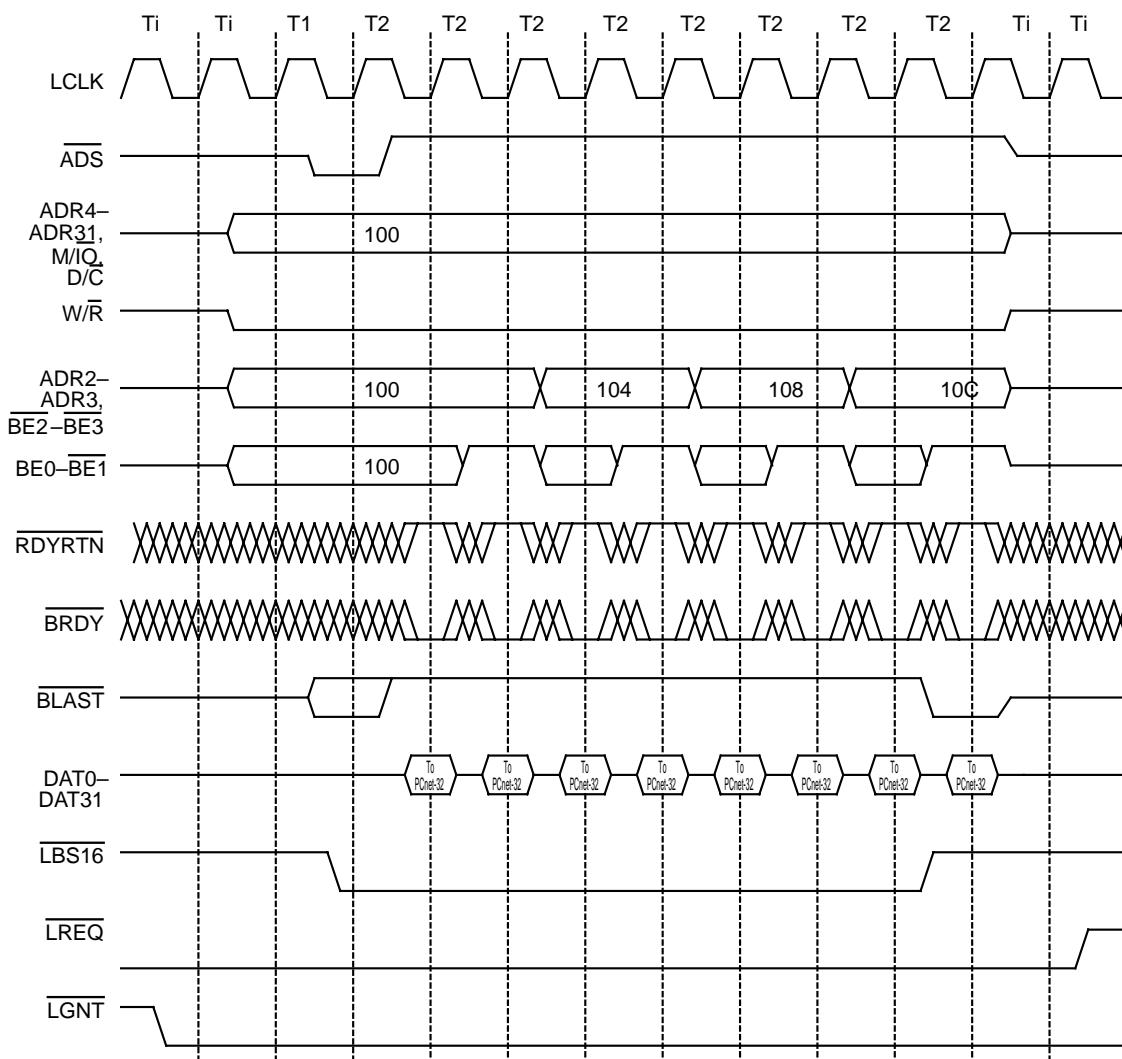 Ti Ti T1 T2 T2 T2 T2 T2 T2 T2 T2 Ti Ti
LCLK
ADS
ADR4–
ADR31,
M/IO,
D/C
100
W/R
ADR2–
ADR3,
BE2–BE3
100 104 108 10C
BE0–BE1
100
RDYRTN
BRDY
BLAST
DAT0–
DAT31
To To To To To To To To
PCnet-32 PCnet-32 PCnet-32 PCnet-32 PCnet-32 PCnet-32 PCnet-32 PCnet-32
LBS16
LREQ
LGNT